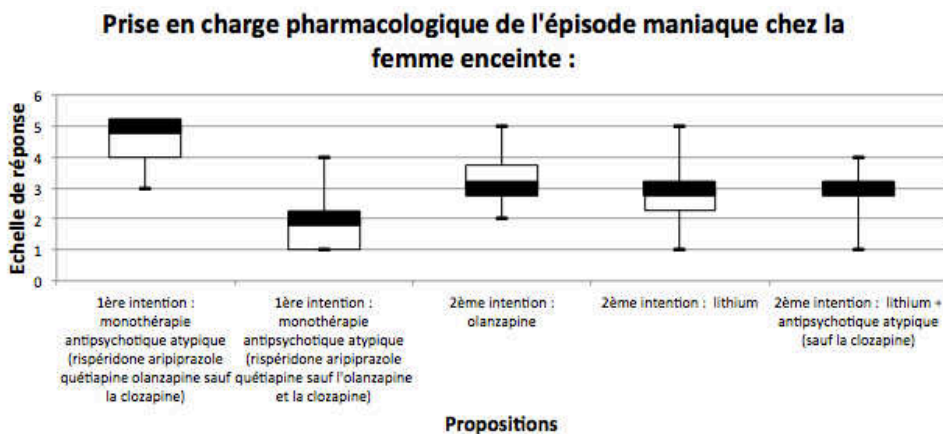 Prise en charge pharmacologique de l'épisode maniaque chez la
femme enceinte :
Echelle de réponse
6
5
4
3
2
1
0
1ère intention :
monothérapie
antipsychotique atypique
(rispéridone aripiprazole
quétiapine olanzapine sauf
la clozapine)
1ère intention :
monothérapie
antipsychotique atypique
(rispéridone aripiprazole
quétiapine sauf l'olanzapine
et la clozapine)
2ème intention :
olanzapine
2ème intention : lithium
2ème intention : lithium +
antipsychotique atypique
(sauf la clozapine)
Propositions